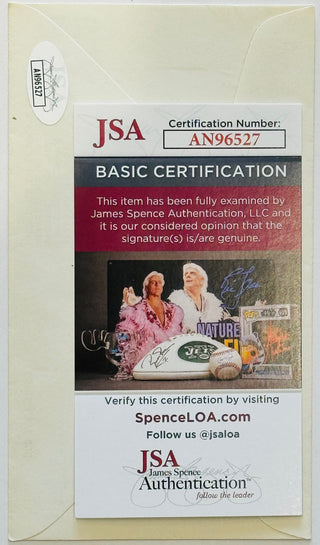 AN96527
JSA
Certification Number:
AN96527
BASIC CERTIFICATION
This item has been fully examined by
James Spence Authentication, LLC and
it is our considered opinion that the
signature(s) is/are genuine.
NATURE
JETS
Verify this certification by visiting
SpenceLOA.com
Follow us @jsaloa
JSA
James Spence
Authentication™
follow the leader